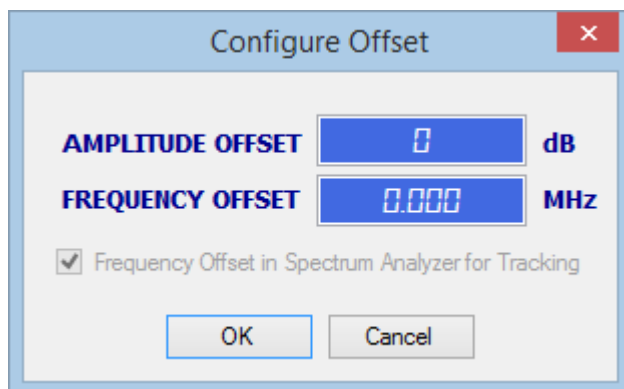 Configure Offset
AMPLITUDE OFFSET 0 dB
FREQUENCY OFFSET 0.000 MHz
Frequency Offset in Spectrum Analyzer for Tracking
OK Cancel